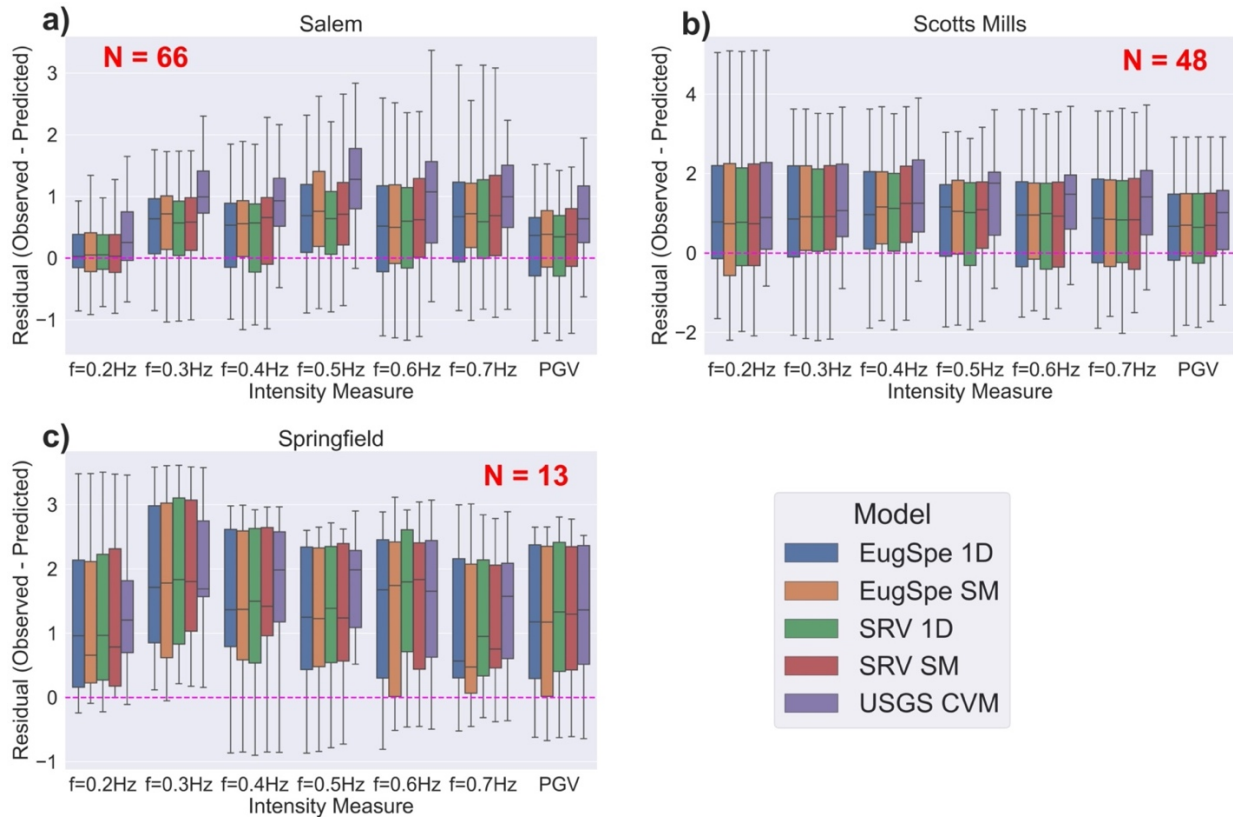 a)
Salem
N = 66
Residual (Observed - Predicted)
3
2
1
0
−1
f=0.2Hz f=0.3Hz f=0.4Hz f=0.5Hz f=0.6Hz f=0.7Hz PGV
Intensity Measure
b)
Scotts Mills
N = 48
Residual (Observed - Predicted)
4
2
0
−2
f=0.2Hz f=0.3Hz f=0.4Hz f=0.5Hz f=0.6Hz f=0.7Hz PGV
Intensity Measure
c)
Springfield
N = 13
Residual (Observed - Predicted)
3
2
1
0
−1
f=0.2Hz f=0.3Hz f=0.4Hz f=0.5Hz f=0.6Hz f=0.7Hz PGV
Intensity Measure
Model
EugSpe 1D
EugSpe SM
SRV 1D
SRV SM
USGS CVM